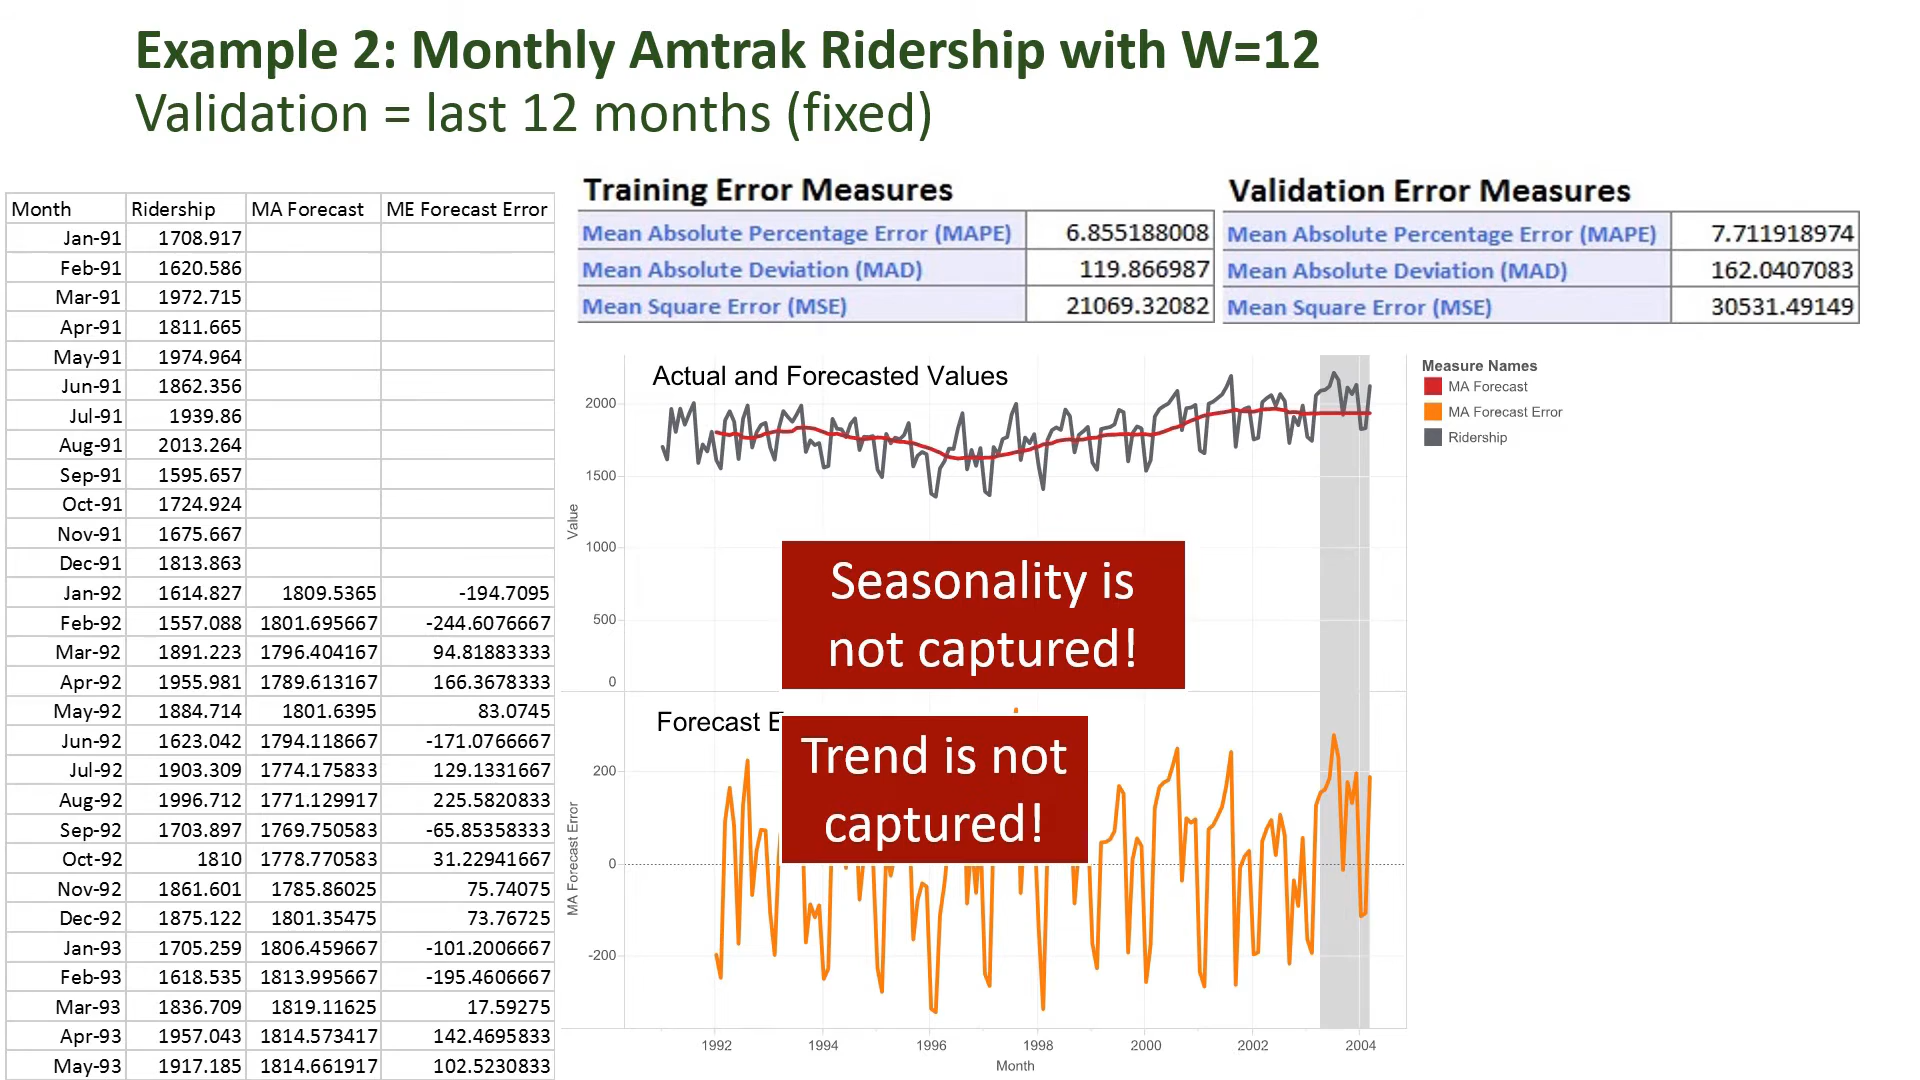 Example 2: Monthly Amtrak Ridership with W=12
Validation = last 12 months (fixed)
Month Ridership MA Forecast ME Forecast Error
Jan-91 1708.917
Feb-91 1620.586
Mar-91 1972.715
Apr-91 1811.665
May-91 1974.964
Jun-91 1862.356
Jul-91 1939.86
Aug-91 2013.264
Sep-91 1595.657
Oct-91 1724.924
Nov-91 1675.667
Dec-91 1813.863
Jan-92 1614.827 1809.5365 -194.7095
Feb-92 1557.088 1801.695667 -244.6076667
Mar-92 1891.223 1796.404167 94.81883333
Apr-92 1955.981 1789.613167 166.3678333
May-92 1884.714 1801.6395 83.0745
Jun-92 1623.042 1794.118667 -171.0766667
Jul-92 1903.309 1774.175833 129.1331667
Aug-92 1996.712 1771.129917 225.5820833
Sep-92 1703.897 1769.750583 -65.85358333
Oct-92 1810 1778.770583 31.22941667
Nov-92 1861.601 1785.86025 75.74075
Dec-92 1875.122 1801.35475 73.76725
Jan-93 1705.259 1806.459667 -101.2006667
Feb-93 1618.535 1813.995667 -195.4606667
Mar-93 1836.709 1819.11625 17.59275
Apr-93 1957.043 1814.573417 142.4695833
May-93 1917.185 1814.661917 102.5230833
Training Error Measures
Mean Absolute Percentage Error (MAPE) 6.855188008
Mean Absolute Deviation (MAD) 119.866987
Mean Square Error (MSE) 21069.32082
Validation Error Measures
Mean Absolute Percentage Error (MAPE) 7.711918974
Mean Absolute Deviation (MAD) 162.0407083
Mean Square Error (MSE) 30531.49149
Actual and Forecasted Values
2000
1500
1000
500
0
Value
Seasonality is
not captured!
Measure Names
MA Forecast
MA Forecast Error
Ridership
Forecast E
Trend is not
captured!
200
0
-200
MA Forecast Error
1992 1994 1996 1998 2000 2002 2004
Month